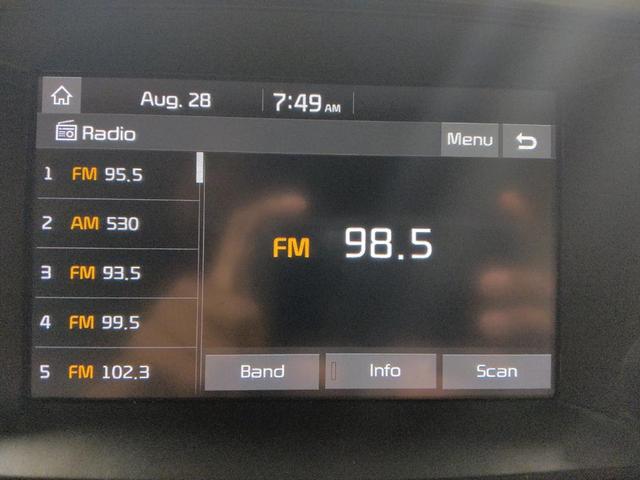 Aug. 28 7:49 AM
Radio Menu
1 FM 95.5
2 AM 530
3 FM 93.5
4 FM 99.5
5 FM 102.3
FM 98.5
Band Info Scan